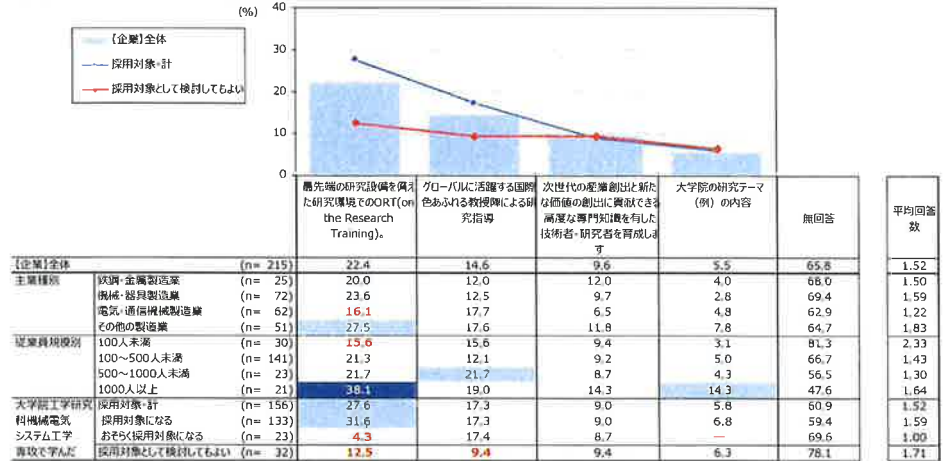 (%)
40
30
20
10
0
【企業】全体
採用対象・計
採用対象として検討してもよい
最先端の研究設備を備え
た研究環境でのORT(on
the Research
Training)。
グローバルに活躍する国際
色あふれる教授陣による研
究指導
次世代の産業創出と新た
な価値の創出に貢献できる
高度な専門知識を有した
技術者・研究者を育成しま
す
大学院の研究テーマ
（例）の内容
無回答
平均回答
数
【企業】全体 (n= 215) 22.4 14.6 9.6 5.5 65.8 1.52
主業種別 鉄鋼・金属製造業 (n= 25) 20.0 12.0 12.0 4.0 68.0 1.50
機械・器具製造業 (n= 72) 23.6 12.5 9.7 2.8 69.4 1.59
電気・通信機械製造業 (n= 62) 16.1 17.7 6.5 4.8 62.9 1.22
その他の製造業 (n= 51) 27.5 17.6 11.8 7.8 64.7 1.83
従業員規模別 100人未満 (n= 30) 15.6 15.6 9.4 3.1 81.3 2.33
100～500人未満 (n= 141) 21.3 12.1 9.2 5.0 66.7 1.43
500～1000人未満 (n= 23) 21.7 21.7 8.7 4.3 56.5 1.30
1000人以上 (n= 21) 38.1 19.0 14.3 14.3 47.6 1.64
大学院工学研究 採用対象・計 (n= 156) 27.6 17.3 9.0 5.8 60.9 1.52
科機械電気 採用対象になる (n= 133) 31.6 17.3 9.0 6.8 59.4 1.59
システム工学 おそらく採用対象になる (n= 23) 4.3 17.4 8.7 － 69.6 1.00
専攻で学んだ 採用対象として検討してもよい (n= 32) 12.5 9.4 9.4 6.3 78.1 1.71